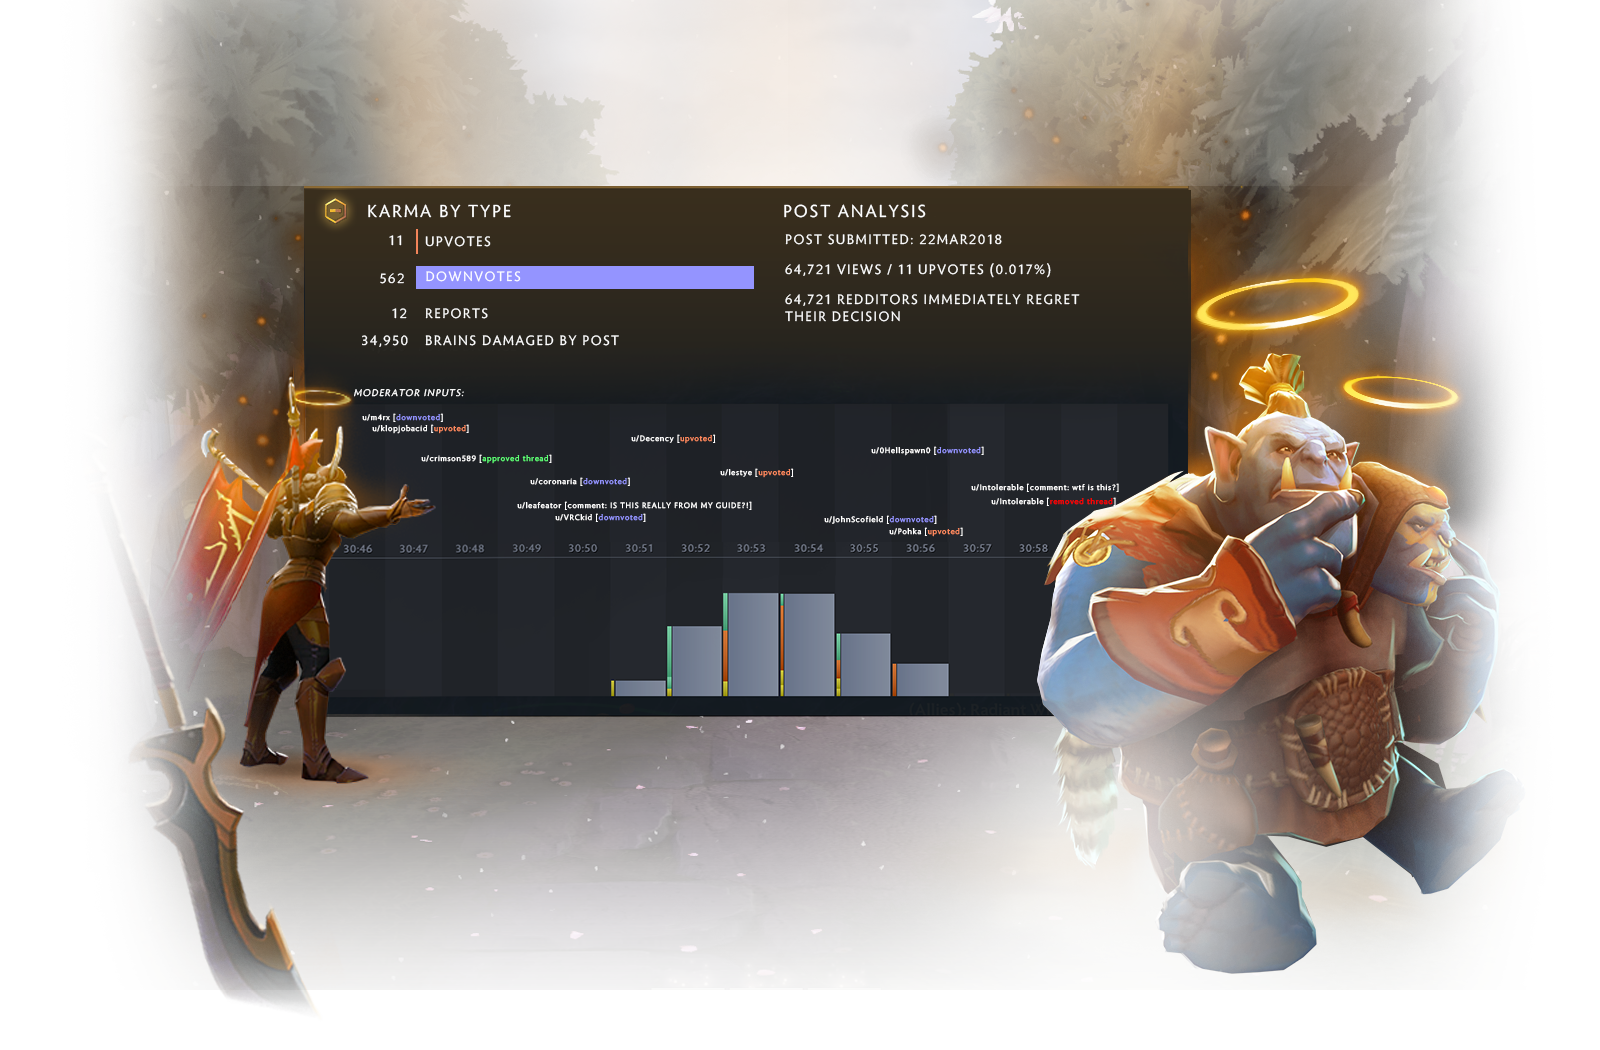 KARMA BY TYPE
11 UPVOTES
562 DOWNVOTES
12 REPORTS
34,950 BRAINS DAMAGED BY POST
POST ANALYSIS
POST SUBMITTED: 22MAR2018
64,721 VIEWS / 11 UPVOTES (0.017%)
64,721 REDDITORS IMMEDIATELY REGRET
THEIR DECISION
MODERATOR INPUTS:
u/m4rx [downvoted]
u/klopjobacid [upvoted]
u/Decency [upvoted]
u/0Hellspawn0 [downvoted]
u/crimson589 [approved thread]
u/lestye [upvoted]
u/coronaria [downvoted]
u/Intolerable [comment: wtf is this?]
u/Intolerable [removed thread]
u/leafeator [comment: IS THIS REALLY FROM MY GUIDE?!]
u/VRCkid [downvoted]
u/JohnScofield [downvoted]
u/Pohka [upvoted]
30:46 30:47 30:48 30:49 30:50 30:51 30:52 30:53 30:54 30:55 30:56 30:57 30:58
[Allies]: Radiant